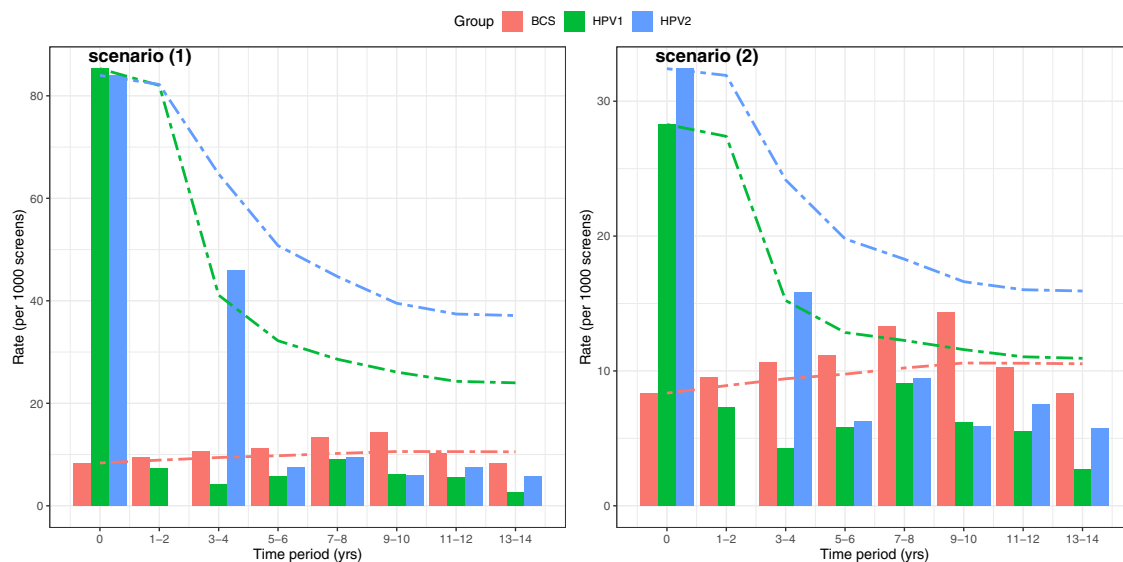 Group BCS HPV1 HPV2
scenario (1)
80
60
40
20
0
Rate (per 1000 screens)
0 1–2 3–4 5–6 7–8 9–10 11–12 13–14
Time period (yrs)
scenario (2)
30
20
10
0
Rate (per 1000 screens)
0 1–2 3–4 5–6 7–8 9–10 11–12 13–14
Time period (yrs)